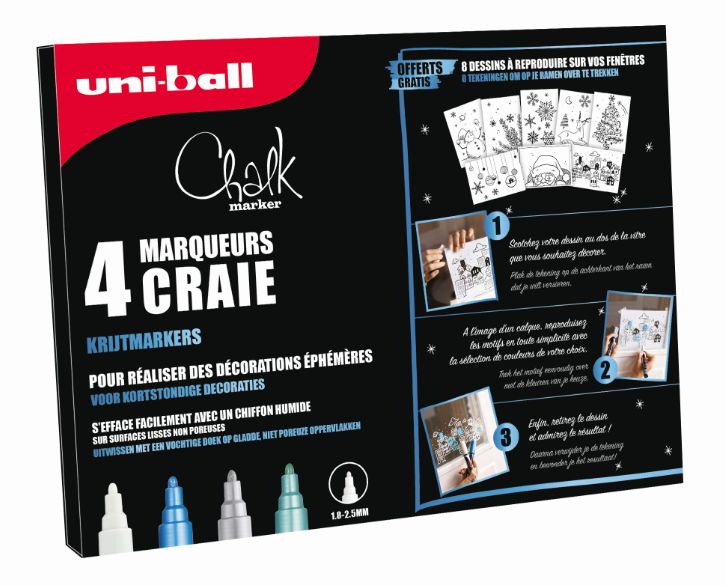 uni-ball
Chalk
marker
4 MARQUEURS
CRAIE
KRIJTMARKERS
POUR RÉALISER DES DÉCORATIONS ÉPHÉMÈRES
VOOR KORTSTONDIGE DECORATIES
S'EFFACE FACILEMENT AVEC UN CHIFFON HUMIDE
SUR SURFACES LISSES NON POREUSES
UITWISSEN MET EEN VOCHTIGE DOEK OP GLADDE, NIET POREUZE OPPERVLAKKEN
1.8-2.5MM
OFFERTS
GRATIS
8 DESSINS À REPRODUIRE SUR VOS FENÊTRES
8 TEKENINGEN OM OP JE RAMEN OVER TE TREKKEN
1
Scotchez votre dessin au dos de la vitre
que vous souhaitez décorer.
Plak de tekening op de achterkant van het raam
dat je wilt versieren.
A l'image d'un calque, reproduisez
les motifs en toute simplicité avec
la sélection de couleurs de votre choix.
Trek het motief eenvoudig over
met de kleuren van je keuze.
2
3
Enfin, retirez le dessin
et admirez le résultat !
Daarna verwijder je de tekening
en bewonder je het resultaat!